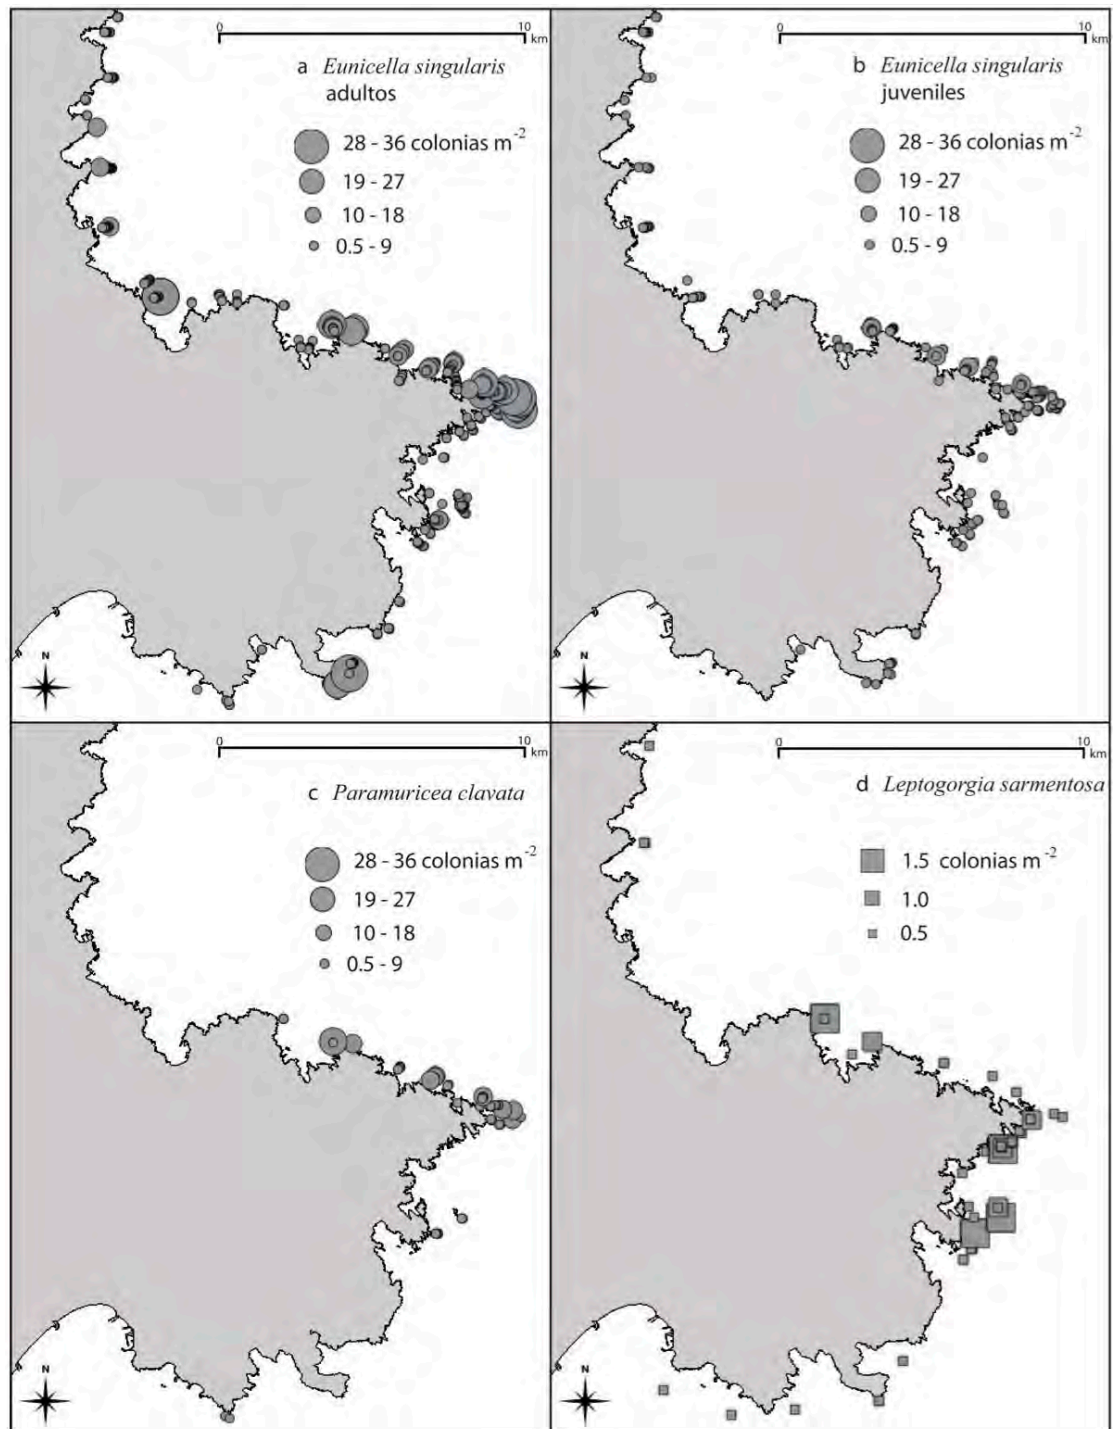 0 10
km
a Eunicella singularis
adultos
28 - 36 colonias m-2
19 - 27
10 - 18
0.5 - 9
N
0 10
km
b Eunicella singularis
juveniles
28 - 36 colonias m-2
19 - 27
10 - 18
0.5 - 9
N
0 10
km
c Paramuricea clavata
28 - 36 colonias m-2
19 - 27
10 - 18
0.5 - 9
N
0 10
km
d Leptogorgia sarmentosa
1.5 colonias m-2
1.0
0.5
N